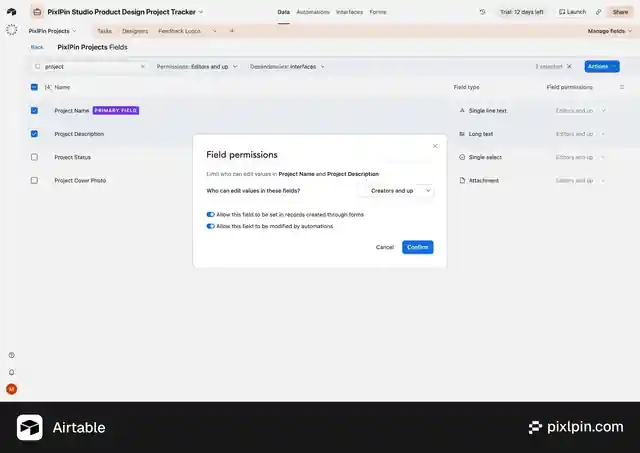 PixlPin Studio Product Design Project Tracker
Data Automations Interfaces Forms
Trial: 12 days left
Launch
Share
PixlPin Projects
Tasks
Designers
Feedback Looco
Manage fields
Back
PixlPin Projects Fields
project
Permissions: Editors and up
Dependencies: Interfaces
selected
Actions
Name
Field type
Field permissions
Project Name PRIMARY FIELD
Single line text
Editors and up
Project Description
Long text
Editors and up
Project Status
Single select
Editors and up
Project Cover Photo
Attachment
Editors and up
Field permissions
Limit who can edit values in Project Name and Project Description
Who can edit values in these fields?
Creators and up
Allow this field to be set in records created through forms
Allow this field to be modified by automations
Cancel
Confirm
M
Airtable
pixlpin.com